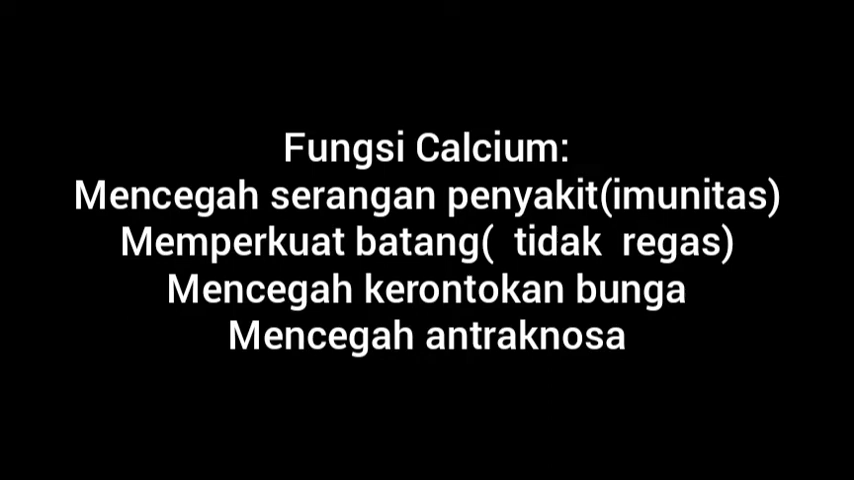 Fungsi Calcium:
Mencegah serangan penyakit(imunitas)
Memperkuat batang(  tidak  regas)
Mencegah kerontokan bunga
Mencegah antraknosa